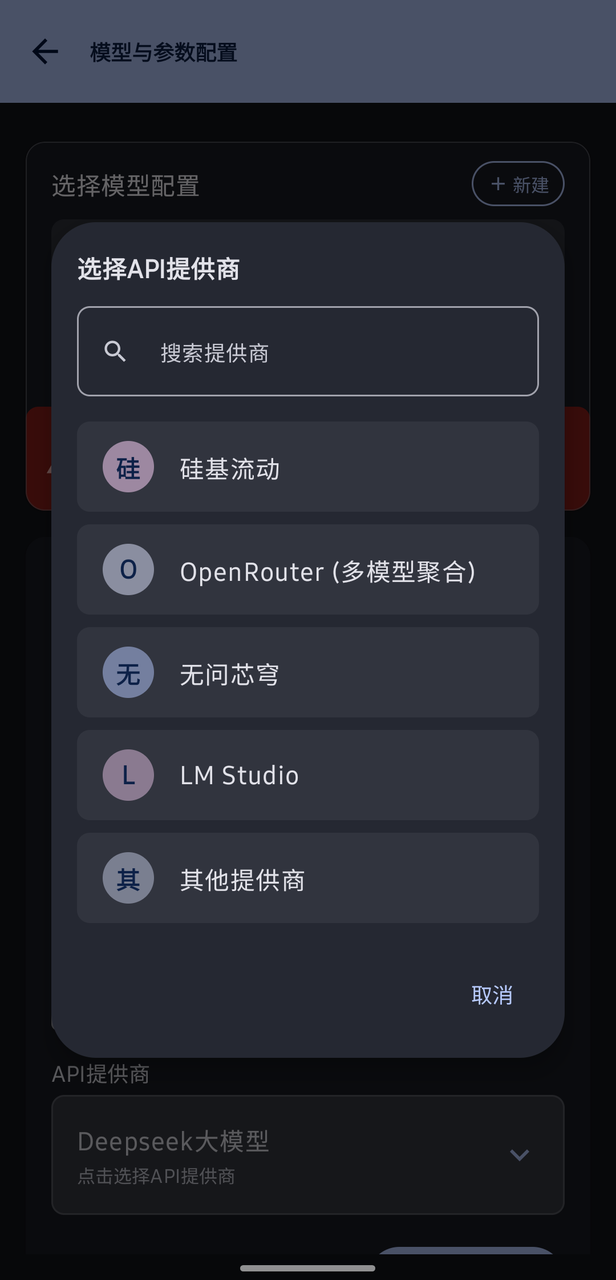 模型与参数配置
选择模型配置
+ 新建
选择API提供商
搜索提供商
硅 硅基流动
O OpenRouter (多模型聚合)
无 无问芯穹
L LM Studio
其 其他提供商
取消
API提供商
Deepseek大模型
点击选择API提供商